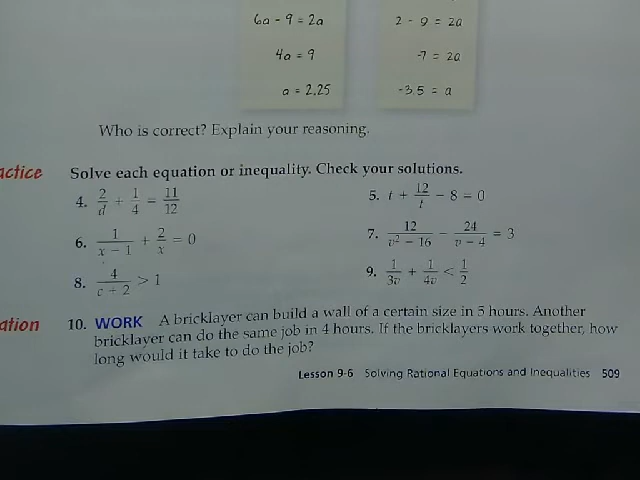 6a - 9 = 2a
2 - 9 = 2a
4a = 9
-7 = 2a
a = 2.25
-3.5 = a
Who is correct? Explain your reasoning.
actice
Solve each equation or inequality. Check your solutions.
4. 2/d + 1/4 = 11/12
5. t + 12/t - 8 = 0
6. 1/(x - 1) + 2/x = 0
7. 12/(v² - 16) - 24/(v - 4) = 3
8. 4/(c + 2) > 1
9. 1/3v + 1/4v < 1/2
ation
10. WORK A bricklayer can build a wall of a certain size in 5 hours. Another
bricklayer can do the same job in 4 hours. If the bricklayers work together, how
long would it take to do the job?
Lesson 9-6 Solving Rational Equations and Inequalities 509